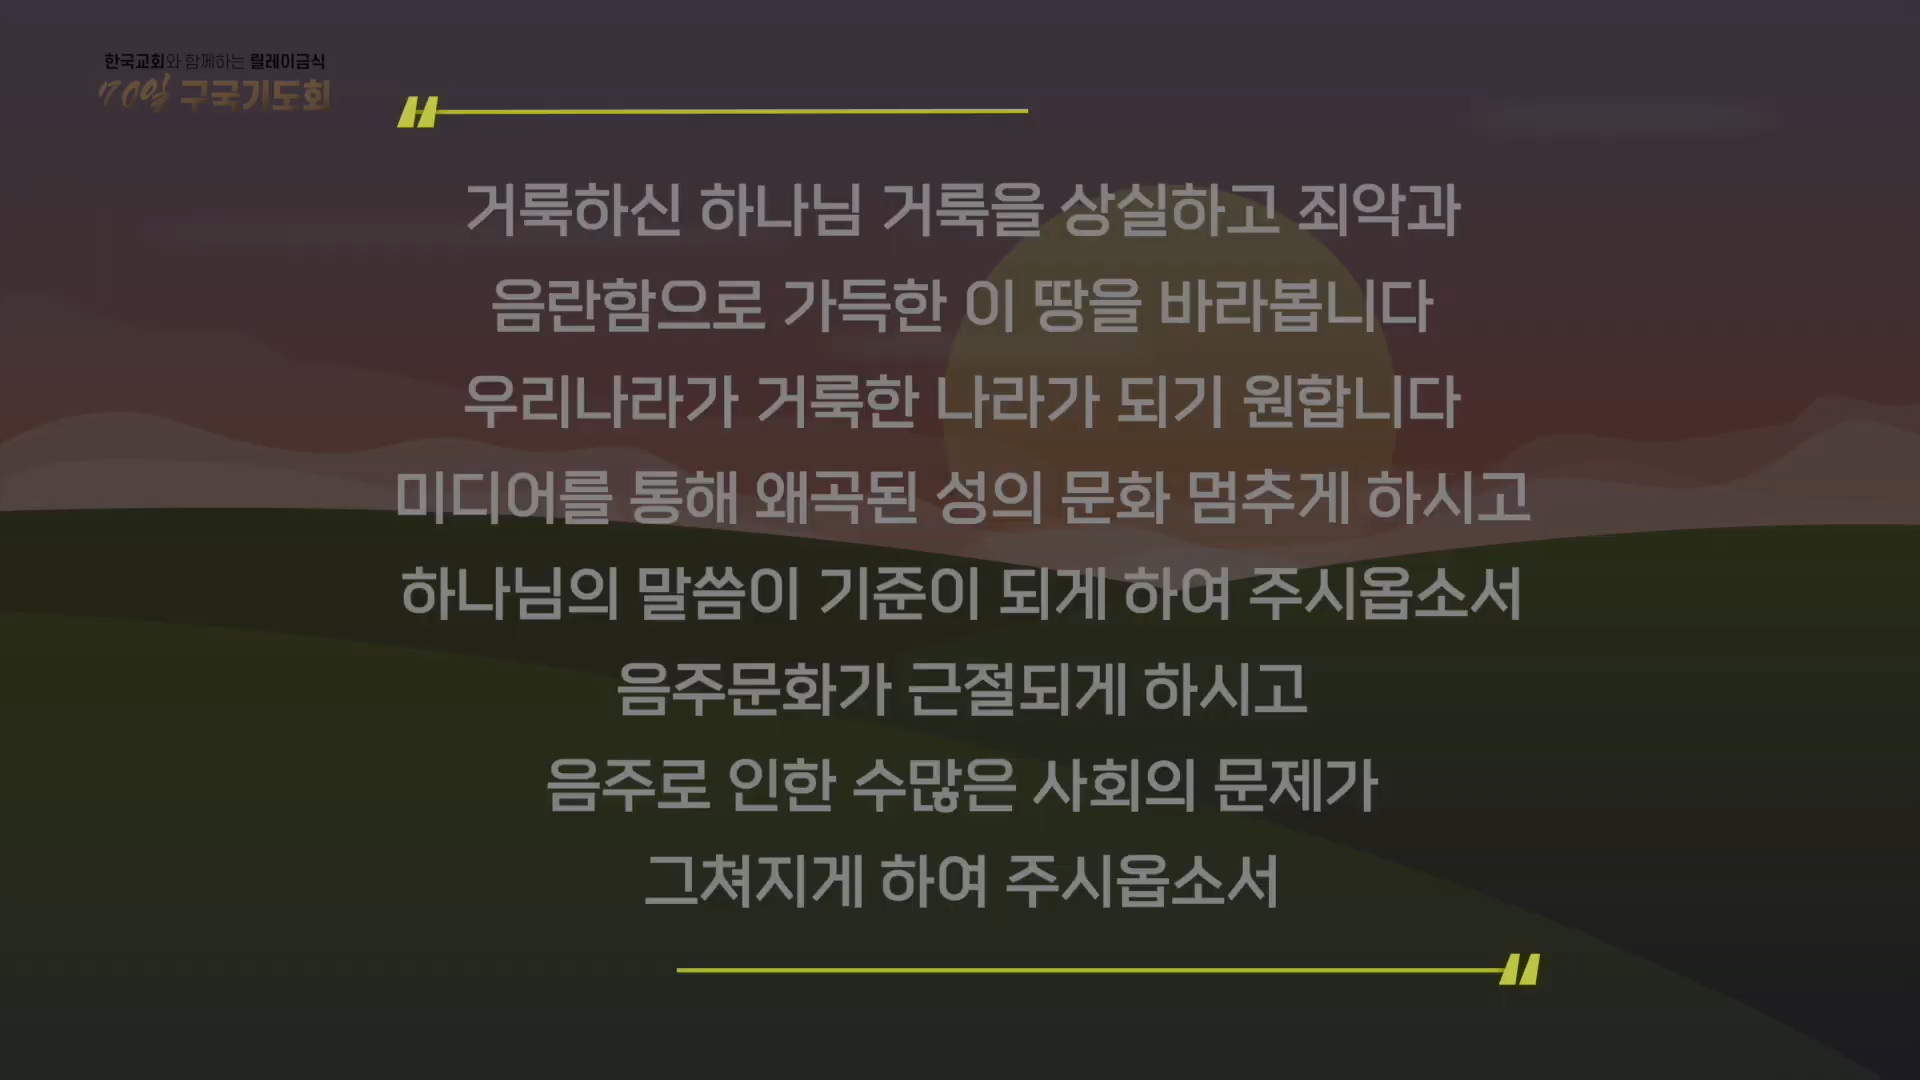 한국교회와 함께하는 릴레이금식
70일 구국기도회
거룩하신 하나님 거룩을 상실하고 죄악과
음란함으로 가득한 이 땅을 바라봅니다
우리나라가 거룩한 나라가 되기 원합니다
미디어를 통해 왜곡된 성의 문화 멈추게 하시고
하나님의 말씀이 기준이 되게 하여 주시옵소서
음주문화가 근절되게 하시고
음주로 인한 수많은 사회의 문제가
그쳐지게 하여 주시옵소서